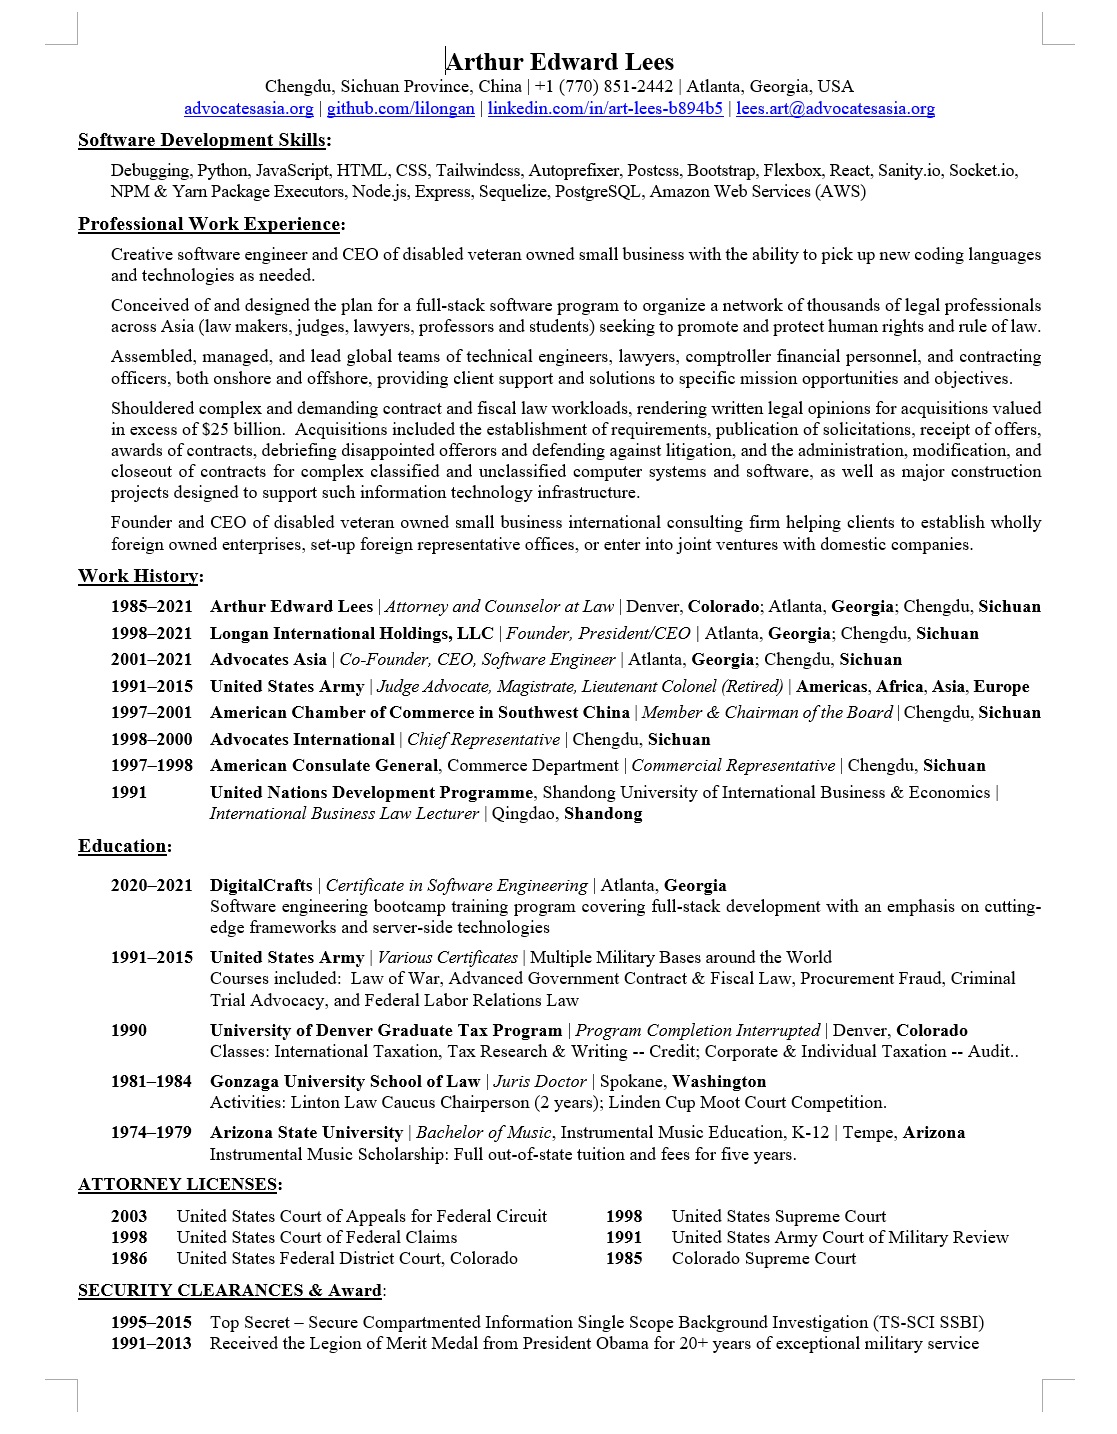 Arthur Edward Lees
Chengdu, Sichuan Province, China | +1 (770) 851-2442 | Atlanta, Georgia, USA
advocatesasia.org | github.com/lilongan | linkedin.com/in/art-lees-b894b5 | lees.art@advocatesasia.org
Software Development Skills:
Debugging, Python, JavaScript, HTML, CSS, Tailwindcss, Autoprefixer, Postcss, Bootstrap, Flexbox, React, Sanity.io, Socket.io,
NPM & Yarn Package Executors, Node.js, Express, Sequelize, PostgreSQL, Amazon Web Services (AWS)
Professional Work Experience:
Creative software engineer and CEO of disabled veteran owned small business with the ability to pick up new coding languages
and technologies as needed.
Conceived of and designed the plan for a full-stack software program to organize a network of thousands of legal professionals
across Asia (law makers, judges, lawyers, professors and students) seeking to promote and protect human rights and rule of law.
Assembled, managed, and lead global teams of technical engineers, lawyers, comptroller financial personnel, and contracting
officers, both onshore and offshore, providing client support and solutions to specific mission opportunities and objectives.
Shouldered complex and demanding contract and fiscal law workloads, rendering written legal opinions for acquisitions valued
in excess of $25 billion.  Acquisitions included the establishment of requirements, publication of solicitations, receipt of offers,
awards of contracts, debriefing disappointed offerors and defending against litigation, and the administration, modification, and
closeout of contracts for complex classified and unclassified computer systems and software, as well as major construction
projects designed to support such information technology infrastructure.
Founder and CEO of disabled veteran owned small business international consulting firm helping clients to establish wholly
foreign owned enterprises, set-up foreign representative offices, or enter into joint ventures with domestic companies.
Work History:
1985–2021 Arthur Edward Lees | Attorney and Counselor at Law | Denver, Colorado; Atlanta, Georgia; Chengdu, Sichuan
1998–2021 Longan International Holdings, LLC | Founder, President/CEO | Atlanta, Georgia; Chengdu, Sichuan
2001–2021 Advocates Asia | Co-Founder, CEO, Software Engineer | Atlanta, Georgia; Chengdu, Sichuan
1991–2015 United States Army | Judge Advocate, Magistrate, Lieutenant Colonel (Retired) | Americas, Africa, Asia, Europe
1997–2001 American Chamber of Commerce in Southwest China | Member & Chairman of the Board | Chengdu, Sichuan
1998–2000 Advocates International | Chief Representative | Chengdu, Sichuan
1997–1998 American Consulate General, Commerce Department | Commercial Representative | Chengdu, Sichuan
1991 United Nations Development Programme, Shandong University of International Business & Economics |
International Business Law Lecturer | Qingdao, Shandong
Education:
2020–2021 DigitalCrafts | Certificate in Software Engineering | Atlanta, Georgia
Software engineering bootcamp training program covering full-stack development with an emphasis on cutting-
edge frameworks and server-side technologies
1991–2015 United States Army | Various Certificates | Multiple Military Bases around the World
Courses included:  Law of War, Advanced Government Contract & Fiscal Law, Procurement Fraud, Criminal
Trial Advocacy, and Federal Labor Relations Law
1990 University of Denver Graduate Tax Program | Program Completion Interrupted | Denver, Colorado
Classes: International Taxation, Tax Research & Writing -- Credit; Corporate & Individual Taxation -- Audit..
1981–1984 Gonzaga University School of Law | Juris Doctor | Spokane, Washington
Activities: Linton Law Caucus Chairperson (2 years); Linden Cup Moot Court Competition.
1974–1979 Arizona State University | Bachelor of Music, Instrumental Music Education, K-12 | Tempe, Arizona
Instrumental Music Scholarship: Full out-of-state tuition and fees for five years.
ATTORNEY LICENSES:
2003 United States Court of Appeals for Federal Circuit 1998 United States Supreme Court
1998 United States Court of Federal Claims 1991 United States Army Court of Military Review
1986 United States Federal District Court, Colorado 1985 Colorado Supreme Court
SECURITY CLEARANCES & Award:
1995–2015 Top Secret – Secure Compartmented Information Single Scope Background Investigation (TS-SCI SSBI)
1991–2013 Received the Legion of Merit Medal from President Obama for 20+ years of exceptional military service